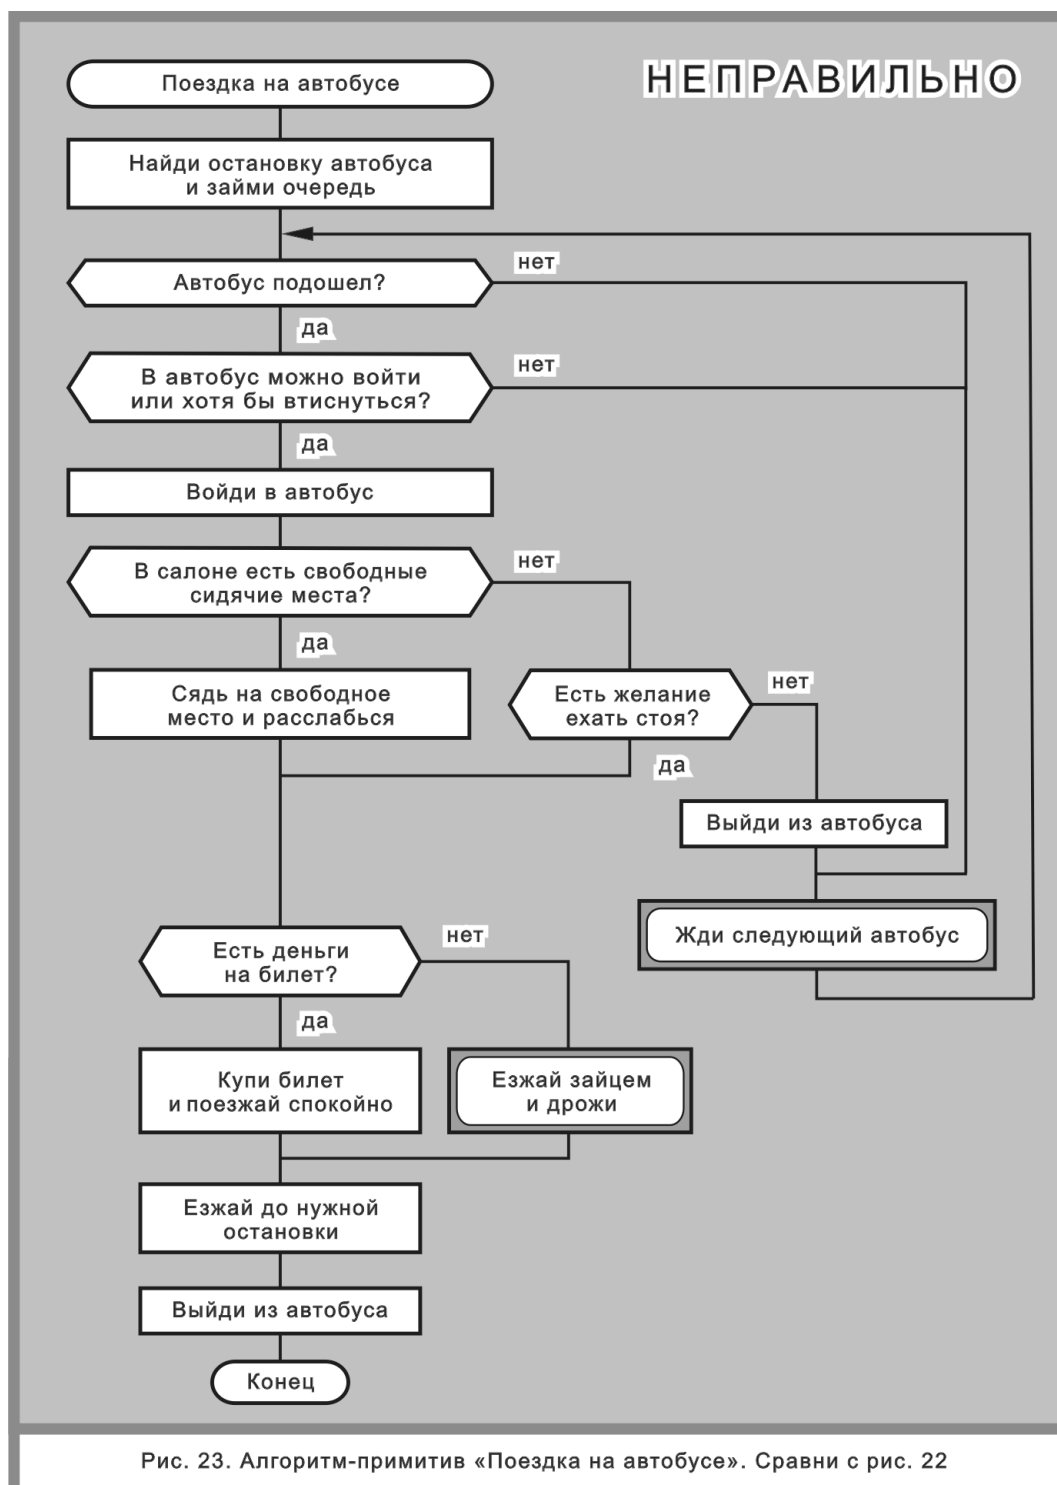 НЕПРАВИЛЬНО
Поездка на автобусе
Найди остановку автобуса
и займи очередь
Автобус подошел?
нет
да
В автобус можно войти
или хотя бы втиснуться?
нет
да
Войди в автобус
В салоне есть свободные
сидячие места?
нет
да
Сядь на свободное
место и расслабься
Есть желание
ехать стоя?
нет
да
Выйди из автобуса
Жди следующий автобус
Есть деньги
на билет?
нет
да
Купи билет
и поезжай спокойно
Езжай зайцем
и дрожи
Езжай до нужной
остановки
Выйди из автобуса
Конец
Рис. 23. Алгоритм-примитив «Поездка на автобусе». Сравни с рис. 22